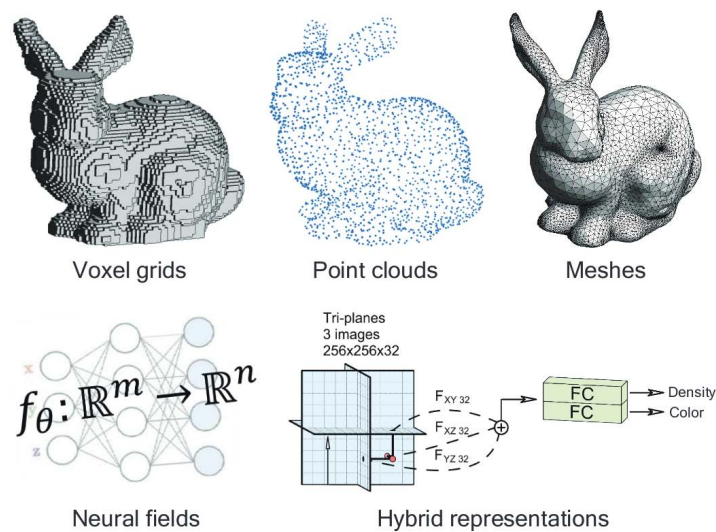 Voxel grids
Point clouds
Meshes
x
y
z
f_θ: ℝ^m → ℝ^n
Neural fields
Tri-planes
3 images
256x256x32
F_XY 32
F_XZ 32
F_YZ 32
+
FC
FC
Density
Color
Hybrid representations